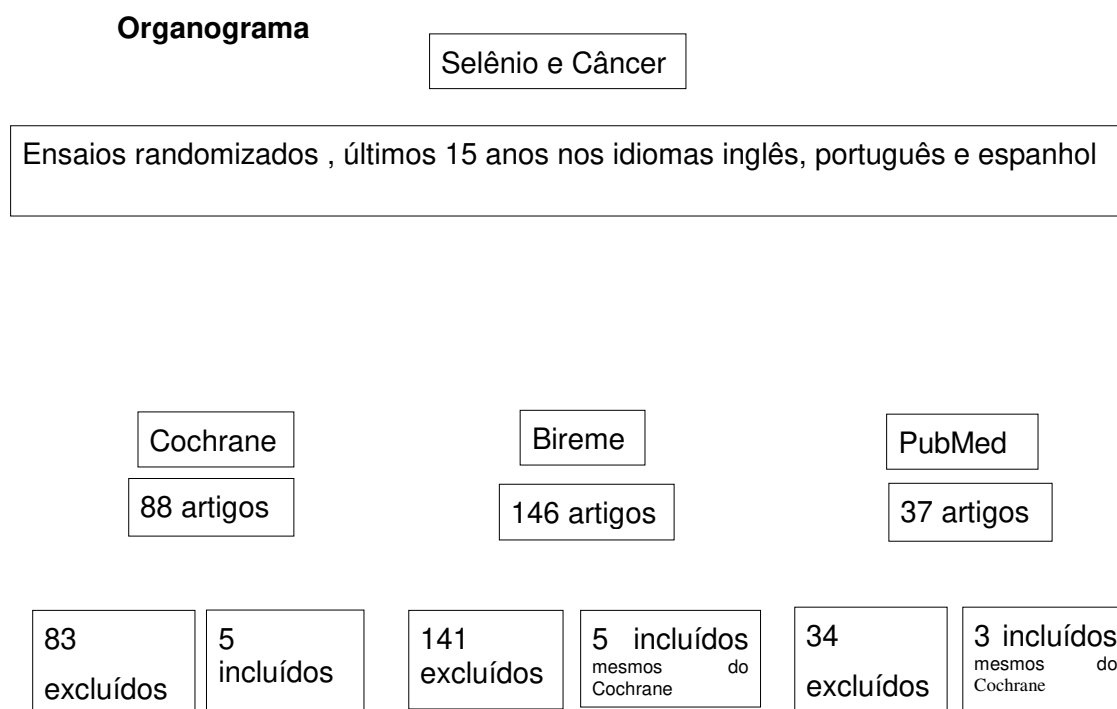 Organograma
Selênio e Câncer
Ensaios randomizados , últimos 15 anos nos idiomas inglês, português e espanhol
Cochrane
88 artigos
83
excluídos
5
incluídos
Bireme
146 artigos
141
excluídos
5 incluídos
mesmos do
Cochrane
PubMed
37 artigos
34
excluídos
3 incluídos
mesmos do
Cochrane